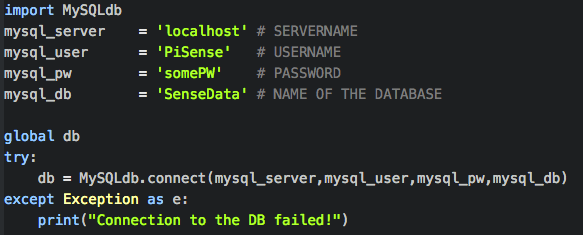 import MySQLdb
mysql_server    = 'localhost' # SERVERNAME
mysql_user      = 'PiSense'   # USERNAME
mysql_pw        = 'somePW'    # PASSWORD
mysql_db        = 'SenseData' # NAME OF THE DATABASE

global db
try:
    db = MySQLdb.connect(mysql_server,mysql_user,mysql_pw,mysql_db)
except Exception as e:
    print("Connection to the DB failed!")